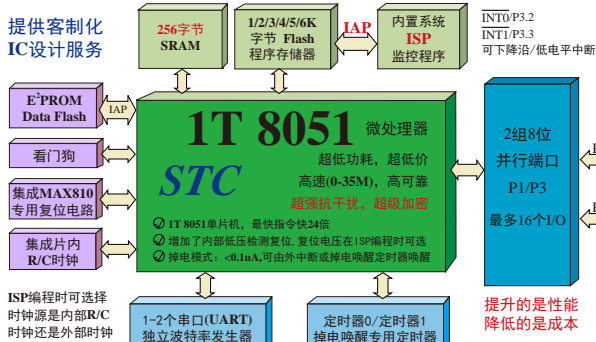 提供客制化
IC设计服务
256字节
SRAM
1/2/3/4/5/6K
字节 Flash
程序存储器
IAP
内置系统
ISP
监控程序
INT0/P3.2
INT1/P3.3
可下降沿/低电平中断
E²PROM
Data Flash
IAP
看门狗
集成MAX810
专用复位电路
集成片内
R/C时钟
1T 8051 微处理器
STC
超低功耗，超低价
高速(0-35M)，高可靠
超强抗干扰，超级加密
1T 8051单片机，最快指令快24倍
增加了内部低压检测复位, 复位电压在ISP编程时可选
掉电模式：<0.1uA,可由外中断或掉电唤醒定时器唤醒
2组8位
并行端口
P1/P3
最多16个I/O
ISP编程时可选择
时钟源是内部R/C
时钟还是外部时钟
1-2个串口(UART)
独立波特率发生器
定时器0/定时器1
掉电唤醒专用定时器
提升的是性能
降低的是成本